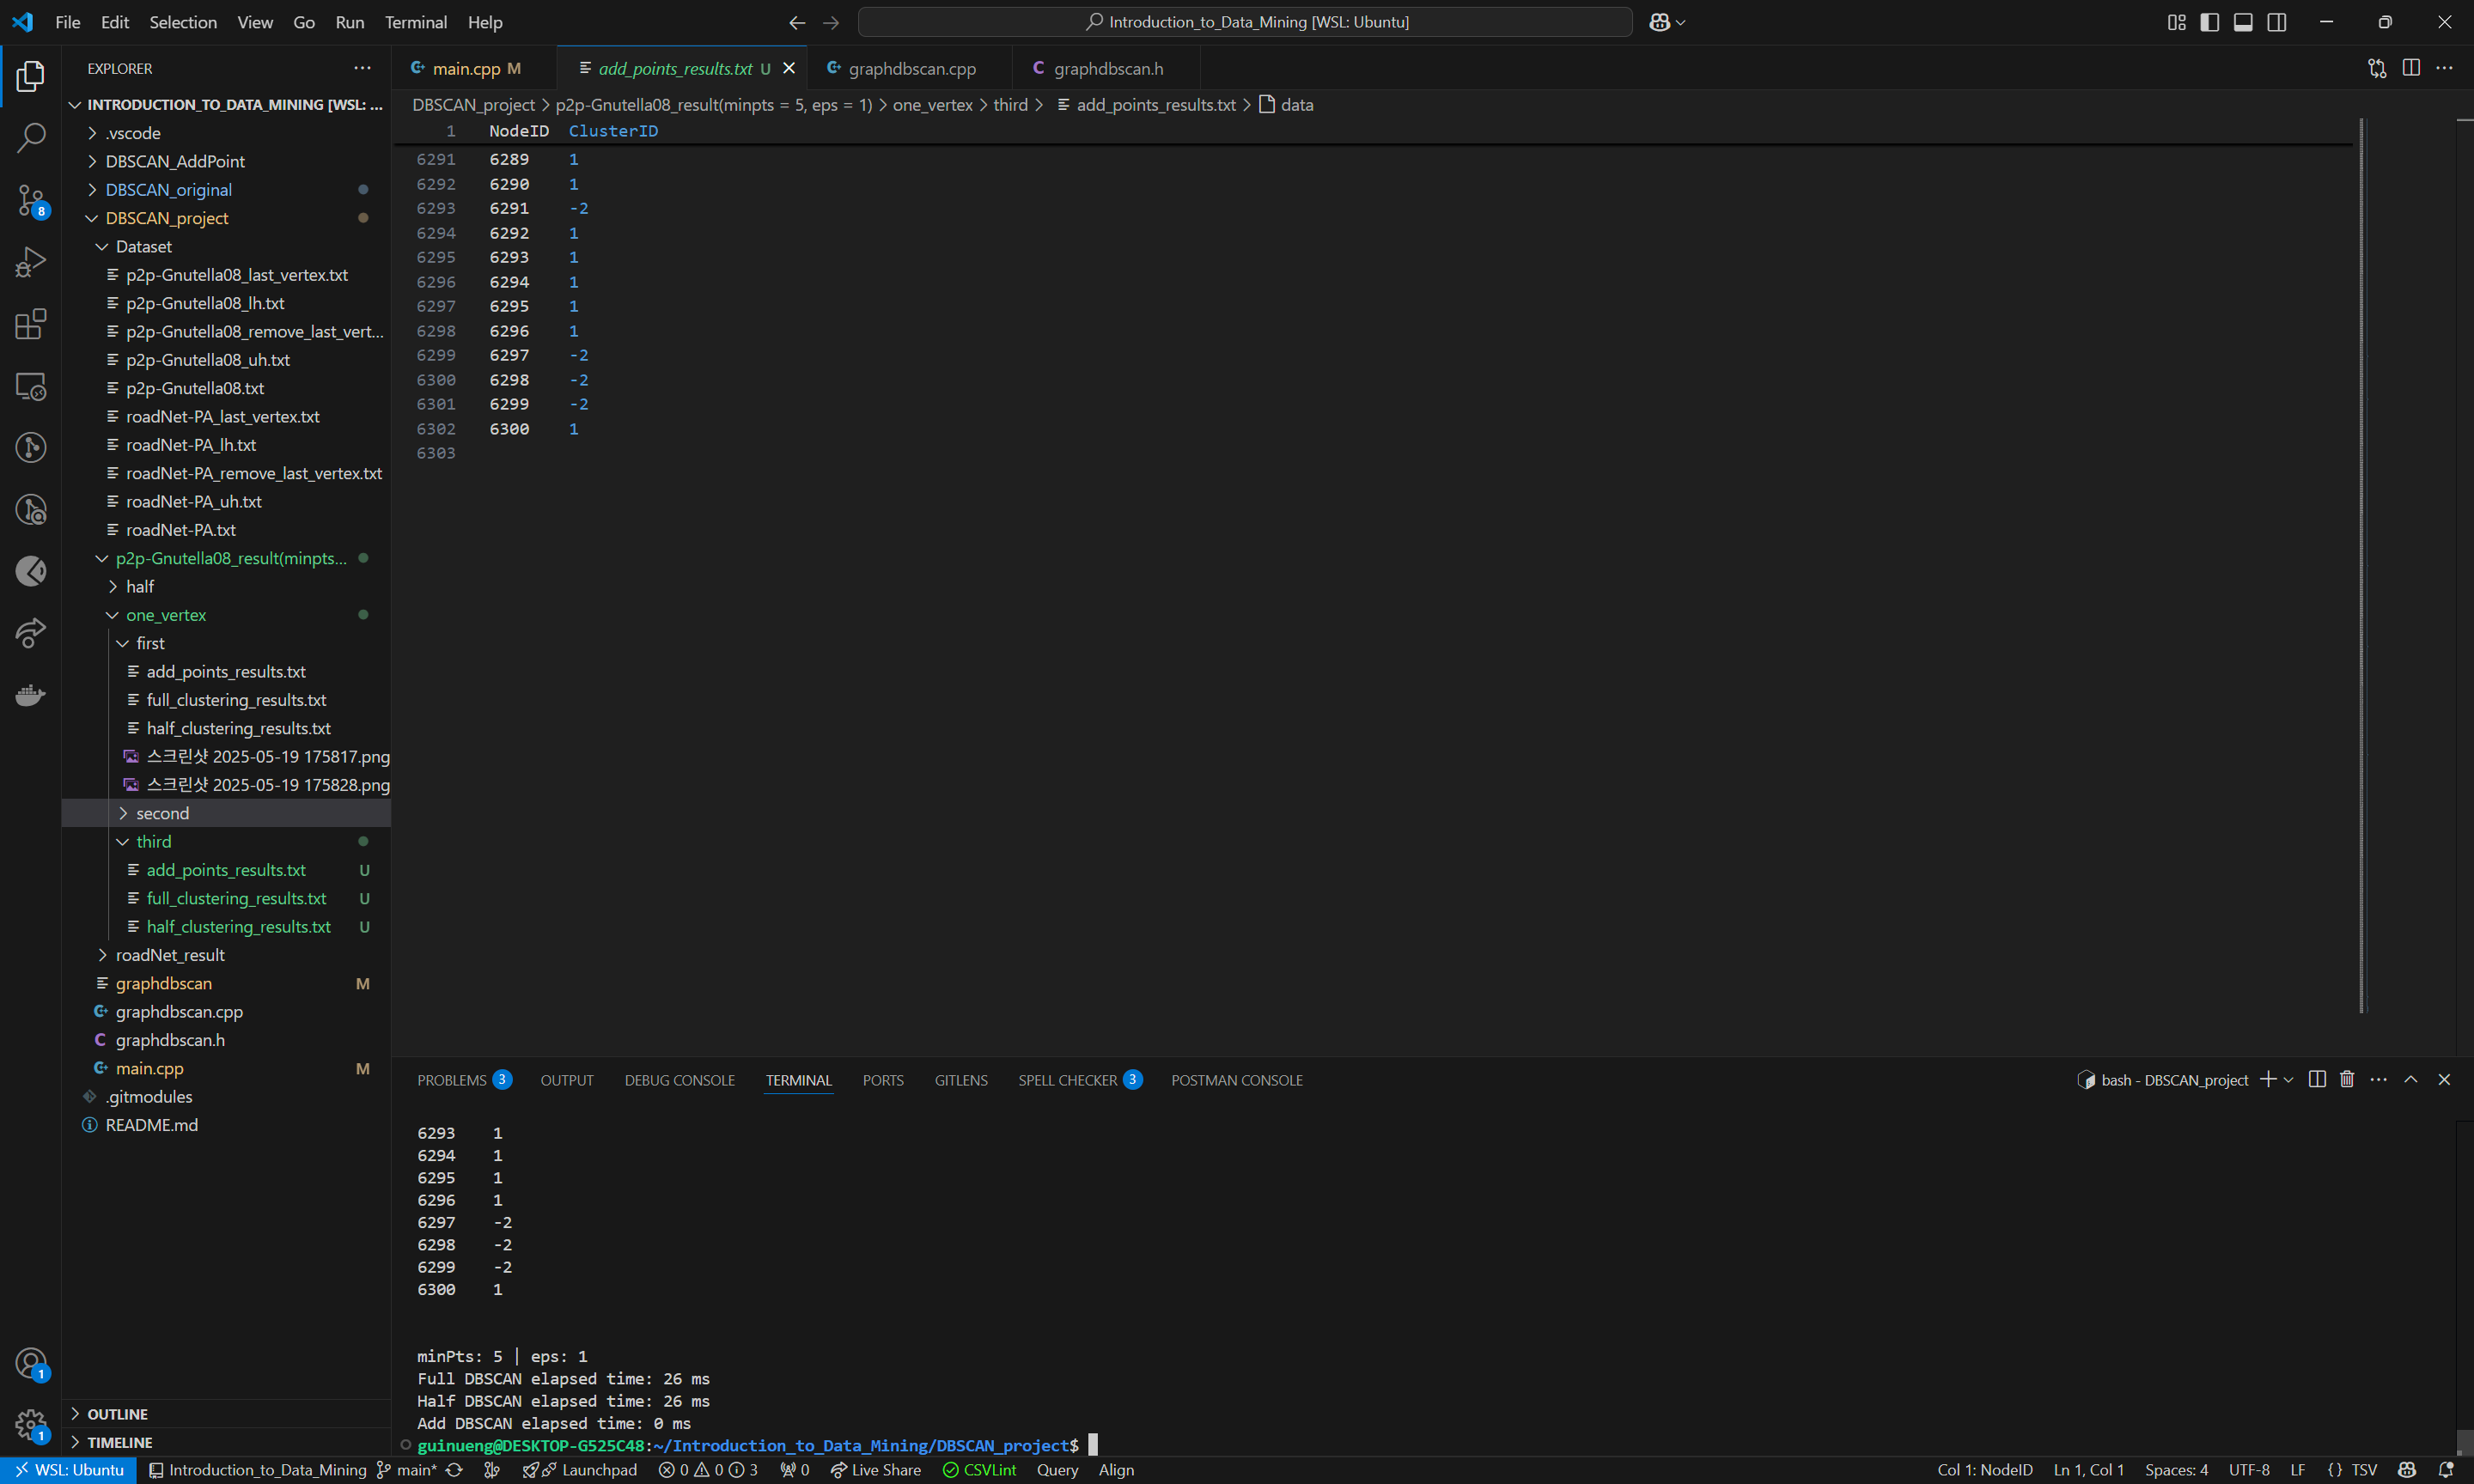 File Edit Selection View Go Run Terminal Help
Introduction_to_Data_Mining [WSL: Ubuntu]
EXPLORER
INTRODUCTION_TO_DATA_MINING [WSL: ...
.vscode
DBSCAN_AddPoint
DBSCAN_original
DBSCAN_project
Dataset
p2p-Gnutella08_last_vertex.txt
p2p-Gnutella08_lh.txt
p2p-Gnutella08_remove_last_vert...
p2p-Gnutella08_uh.txt
p2p-Gnutella08.txt
roadNet-PA_last_vertex.txt
roadNet-PA_lh.txt
roadNet-PA_remove_last_vertex.txt
roadNet-PA_uh.txt
roadNet-PA.txt
p2p-Gnutella08_result(minpts...
half
one_vertex
first
add_points_results.txt
full_clustering_results.txt
half_clustering_results.txt
스크린샷 2025-05-19 175817.png
스크린샷 2025-05-19 175828.png
second
third
add_points_results.txt U
full_clustering_results.txt U
half_clustering_results.txt U
roadNet_result
graphdbscan M
graphdbscan.cpp
graphdbscan.h
main.cpp M
.gitmodules
README.md
OUTLINE
TIMELINE
8
1
1
main.cpp M add_points_results.txt U graphdbscan.cpp graphdbscan.h
DBSCAN_project > p2p-Gnutella08_result(minpts = 5, eps = 1) > one_vertex > third > add_points_results.txt > data
1 NodeID ClusterID
6291 6289 1
6292 6290 1
6293 6291 -2
6294 6292 1
6295 6293 1
6296 6294 1
6297 6295 1
6298 6296 1
6299 6297 -2
6300 6298 -2
6301 6299 -2
6302 6300 1
6303
PROBLEMS 3 OUTPUT DEBUG CONSOLE TERMINAL PORTS GITLENS SPELL CHECKER 3 POSTMAN CONSOLE
bash - DBSCAN_project
6293 1
6294 1
6295 1
6296 1
6297 -2
6298 -2
6299 -2
6300 1
minPts: 5 | eps: 1
Full DBSCAN elapsed time: 26 ms
Half DBSCAN elapsed time: 26 ms
Add DBSCAN elapsed time: 0 ms
guinueng@DESKTOP-G525C48:~/Introduction_to_Data_Mining/DBSCAN_project$
WSL: Ubuntu Introduction_to_Data_Mining main* Launchpad 0 0 3 0 Live Share CSVLint Query Align
Col 1: NodeID Ln 1, Col 1 Spaces: 4 UTF-8 LF {} TSV